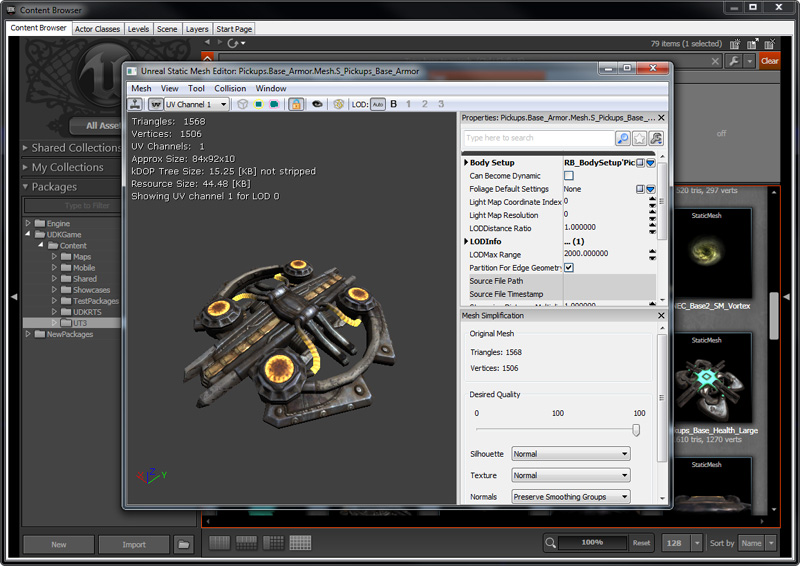 Content Browser
Content Browser Actor Classes Levels Scene Layers Start Page
79 items (1 selected)
Clear
All Asset
Shared Collections
My Collections
Packages
Type to Filter
Engine
UDKGame
Content
Maps
Mobile
Shared
Showcases
TestPackages
UDKRTS
UT3
NewPackages
New Import
Unreal Static Mesh Editor: Pickups.Base_Armor.Mesh.S_Pickups_Base_Armor
Mesh View Tool Collision Window
UV Channel 1 LOD: Auto B 1 2 3
Triangles: 1568
Vertices: 1506
UV Channels: 1
Approx Size: 84x92x10
kDOP Tree Size: 15.25 [KB] not stripped
Resource Size: 44.48 [KB]
Showing UV channel 1 for LOD 0
X Z Y
Properties: Pickups.Base_Armor.Mesh.S_Pickups_Base_...
Type here to search
Body Setup RB_BodySetup'Pic
Can Become Dynamic
Foliage Default Settings None
Light Map Coordinate Index 0
Light Map Resolution 0
LODDistance Ratio 1.000000
LODInfo ... (1)
LODMax Range 2000.000000
Partition For Edge Geometry
Source File Path
Source File Timestamp
1.000000
Mesh Simplification
Original Mesh
Triangles: 1568
Vertices: 1506
Desired Quality
0 100 100
Silhouette Normal
Texture Normal
Normals Preserve Smoothing Groups
off
620 tris, 297 verts
StaticMesh
NEC_Base2_SM_Vortex
StaticMesh
Pickups_Base_Health_Large
1610 tris, 1270 verts
StaticMesh
100% Reset 128 Sort by Name